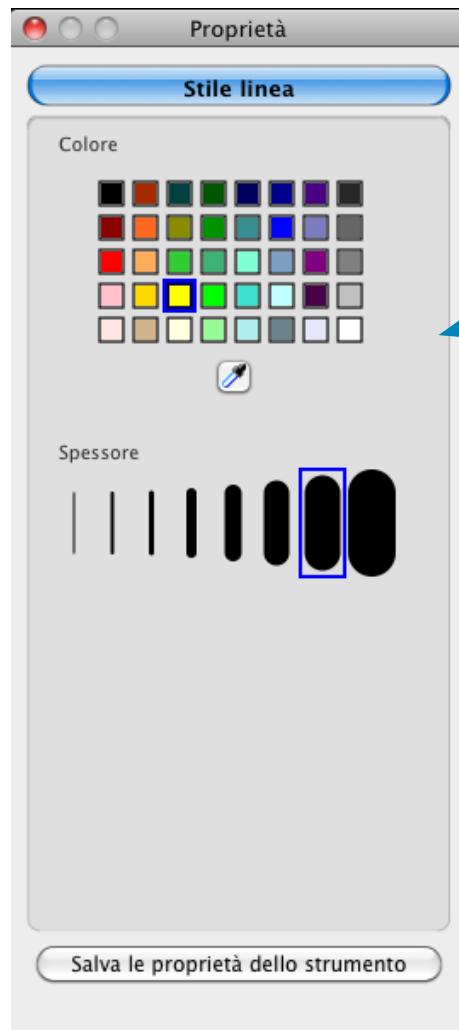 Proprietà
Stile linea
Colore
Spessore
Salva le proprietà dello strumento